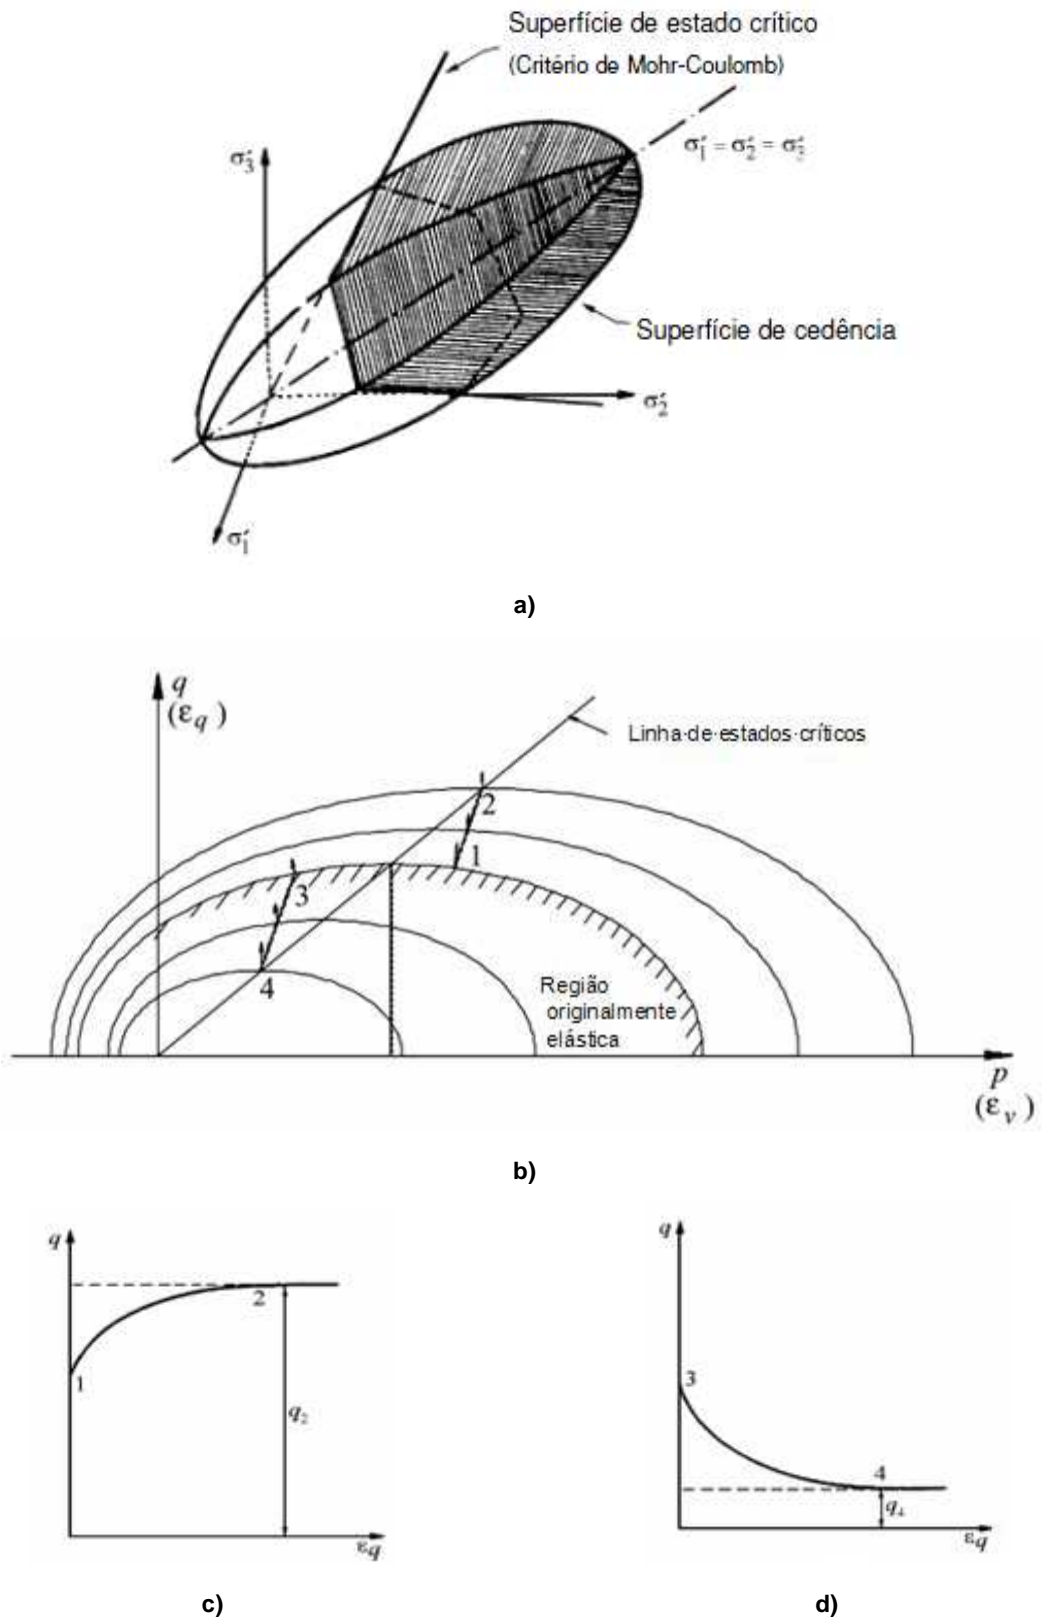 Superfície de estado crítico
(Critério de Mohr-Coulomb)
σ′₃
σ′₁ = σ′₂ = σ′₃
Superfície de cedência
σ′₂
σ′₁
a)
q
(εq)
Linha·de·estados·críticos
2
1
3
4
Região
originalmente
elástica
p
(εv)
b)
q
2
1
q₂
εq
c)
q
3
4
q₄
εq
d)